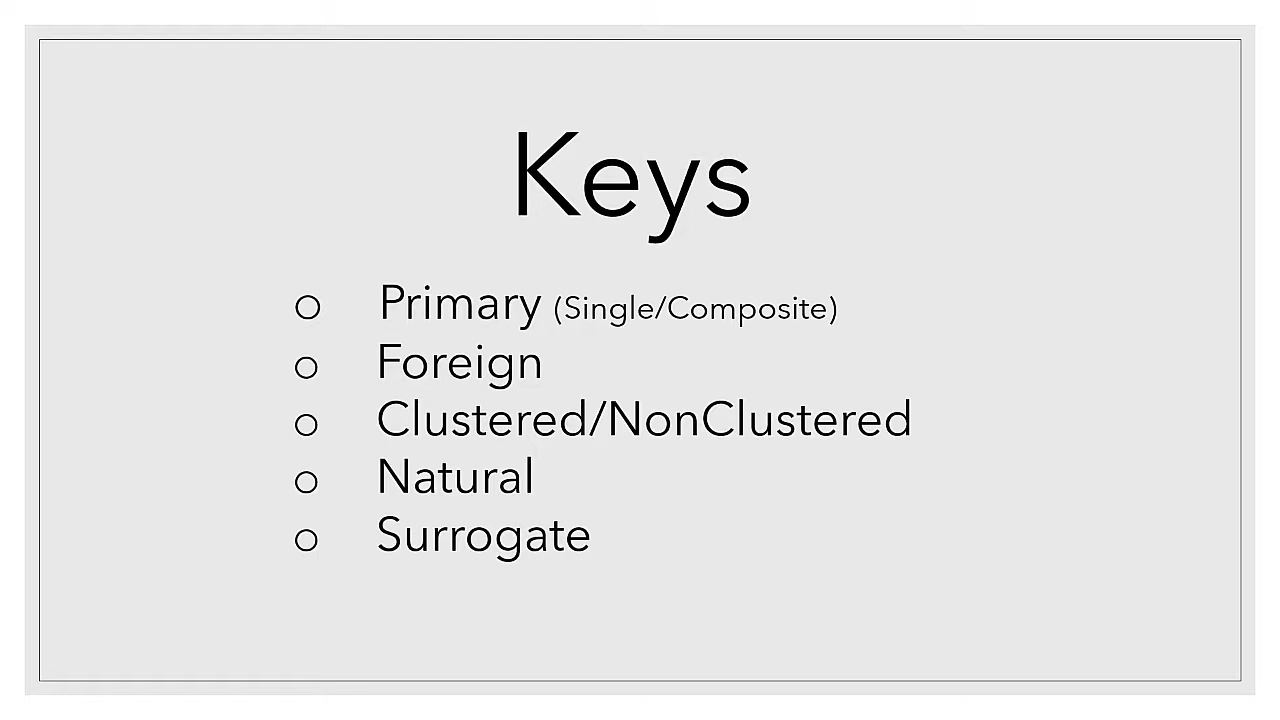 Keys
○ Primary (Single/Composite)
○ Foreign
○ Clustered/NonClustered
○ Natural
○ Surrogate